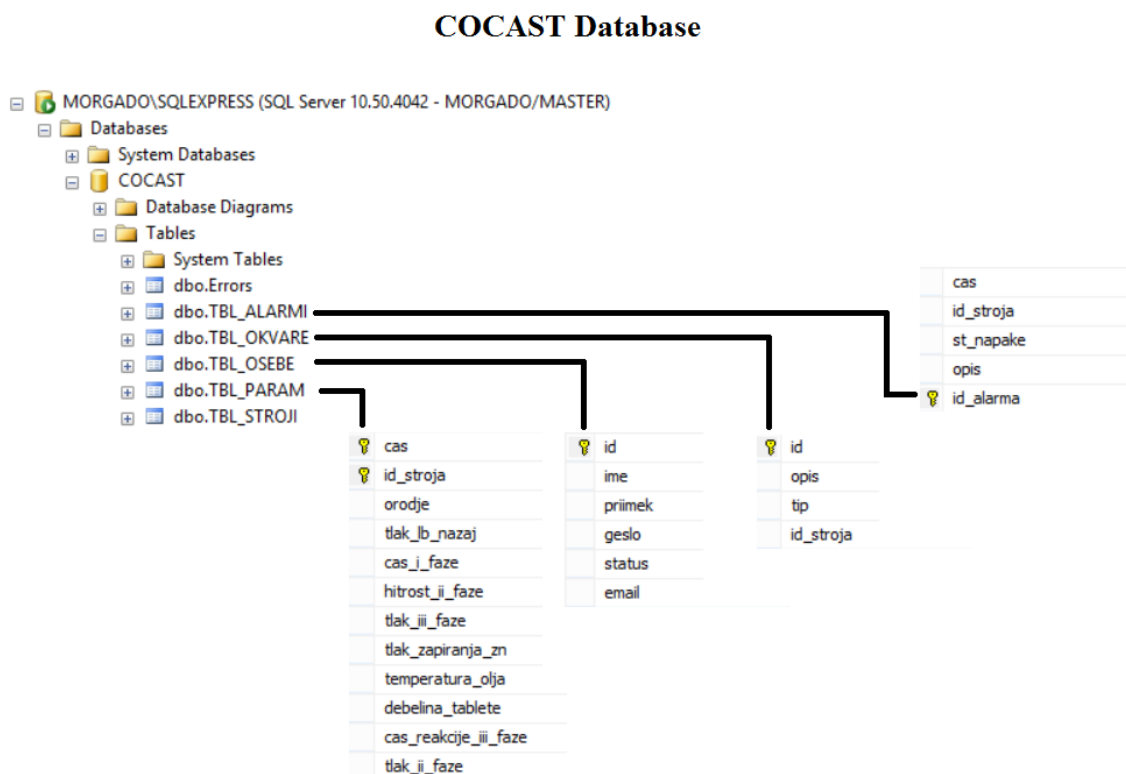 COCAST Database
MORGADO\SQLEXPRESS (SQL Server 10.50.4042 - MORGADO/MASTER)
Databases
System Databases
COCAST
Database Diagrams
Tables
System Tables
dbo.Errors
dbo.TBL_ALARMI
dbo.TBL_OKVARE
dbo.TBL_OSEBE
dbo.TBL_PARAM
dbo.TBL_STROJI
cas
id_stroja
st_napake
opis
id_alarma
cas
id_stroja
orodje
tlak_lb_nazaj
cas_i_faze
hitrost_ii_faze
tlak_iii_faze
tlak_zapiranja_zn
temperatura_olja
debelina_tablete
cas_reakcije_iii_faze
tlak_ii_faze
id
ime
priimek
geslo
status
email
id
opis
tip
id_stroja